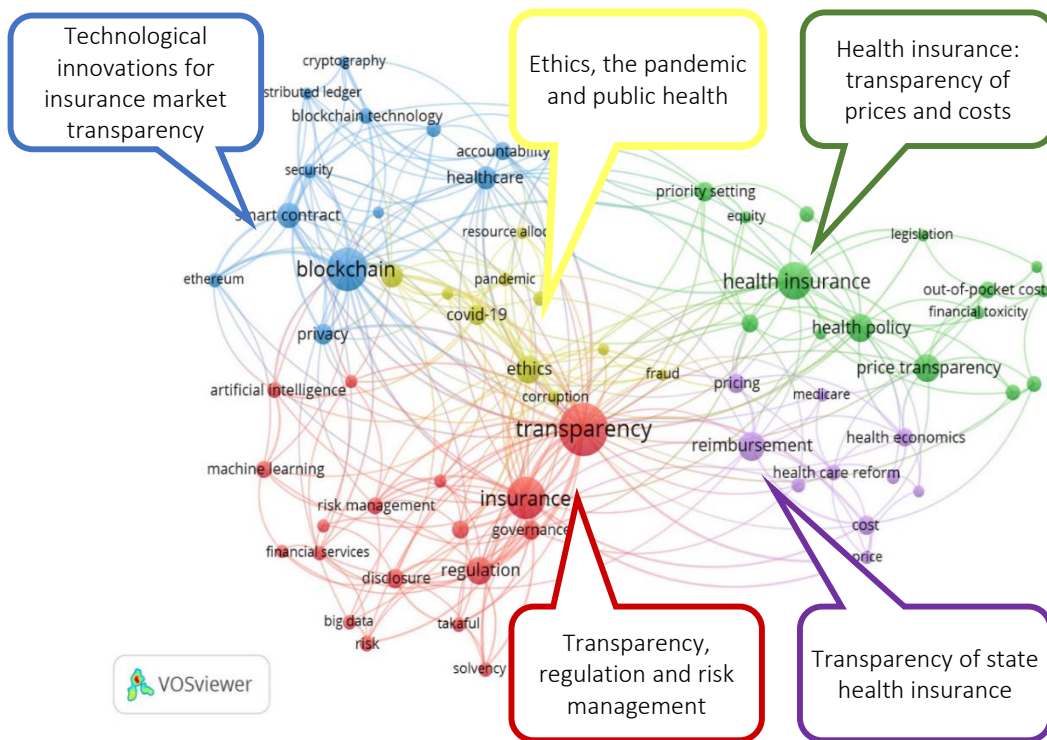 Technological
innovations for
insurance market
transparency
Ethics, the pandemic
and public health
Health insurance:
transparency of
prices and costs
cryptography
stributed ledger
blockchain technology
accountability
healthcare
security
smart contract
priority setting
equity
resource alloc
legislation
ethereum
blockchain
pandemic
health insurance
out-of-pocket cost
financial toxicity
covid-19
health policy
privacy
price transparency
ethics
fraud
artificial intelligence
pricing
corruption
medicare
transparency
reimbursement
health economics
machine learning
health care reform
insurance
risk management
governance
cost
financial services
price
disclosure
regulation
big data
takaful
risk
solvency
Transparency,
regulation and risk
management
Transparency of state
health insurance
VOSviewer